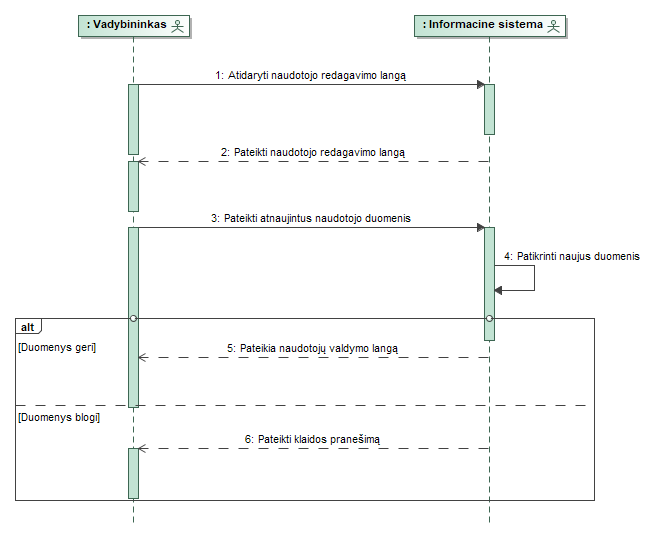 : Vadybininkas
: Informacine sistema
1: Atidaryti naudotojo redagavimo langą
2: Pateikti naudotojo redagavimo langą
3: Pateikti atnaujintus naudotojo duomenis
4: Patikrinti naujus duomenis
alt
[Duomenys geri]
5: Pateikia naudotojų valdymo langą
[Duomenys blogi]
6: Pateikti klaidos pranešimą